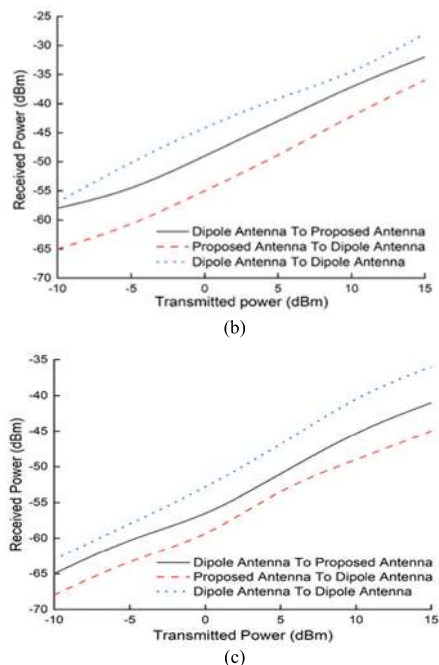 -25
-30
-35
-40
-45
-50
-55
-60
-65
-70
Received Power (dBm)
Dipole Antenna To Proposed Antenna
Proposed Antenna To Dipole Antenna
Dipole Antenna To Dipole Antenna
-10 -5 0 5 10 15
Transmitted power (dBm)
(b)
-35
-40
-45
-50
-55
-60
-65
-70
Received Power (dBm)
Dipole Antenna To Proposed Antenna
Proposed Antenna To Dipole Antenna
Dipole Antenna To Dipole Antenna
-10 -5 0 5 10 15
Transmitted Power (dBm)
(c)